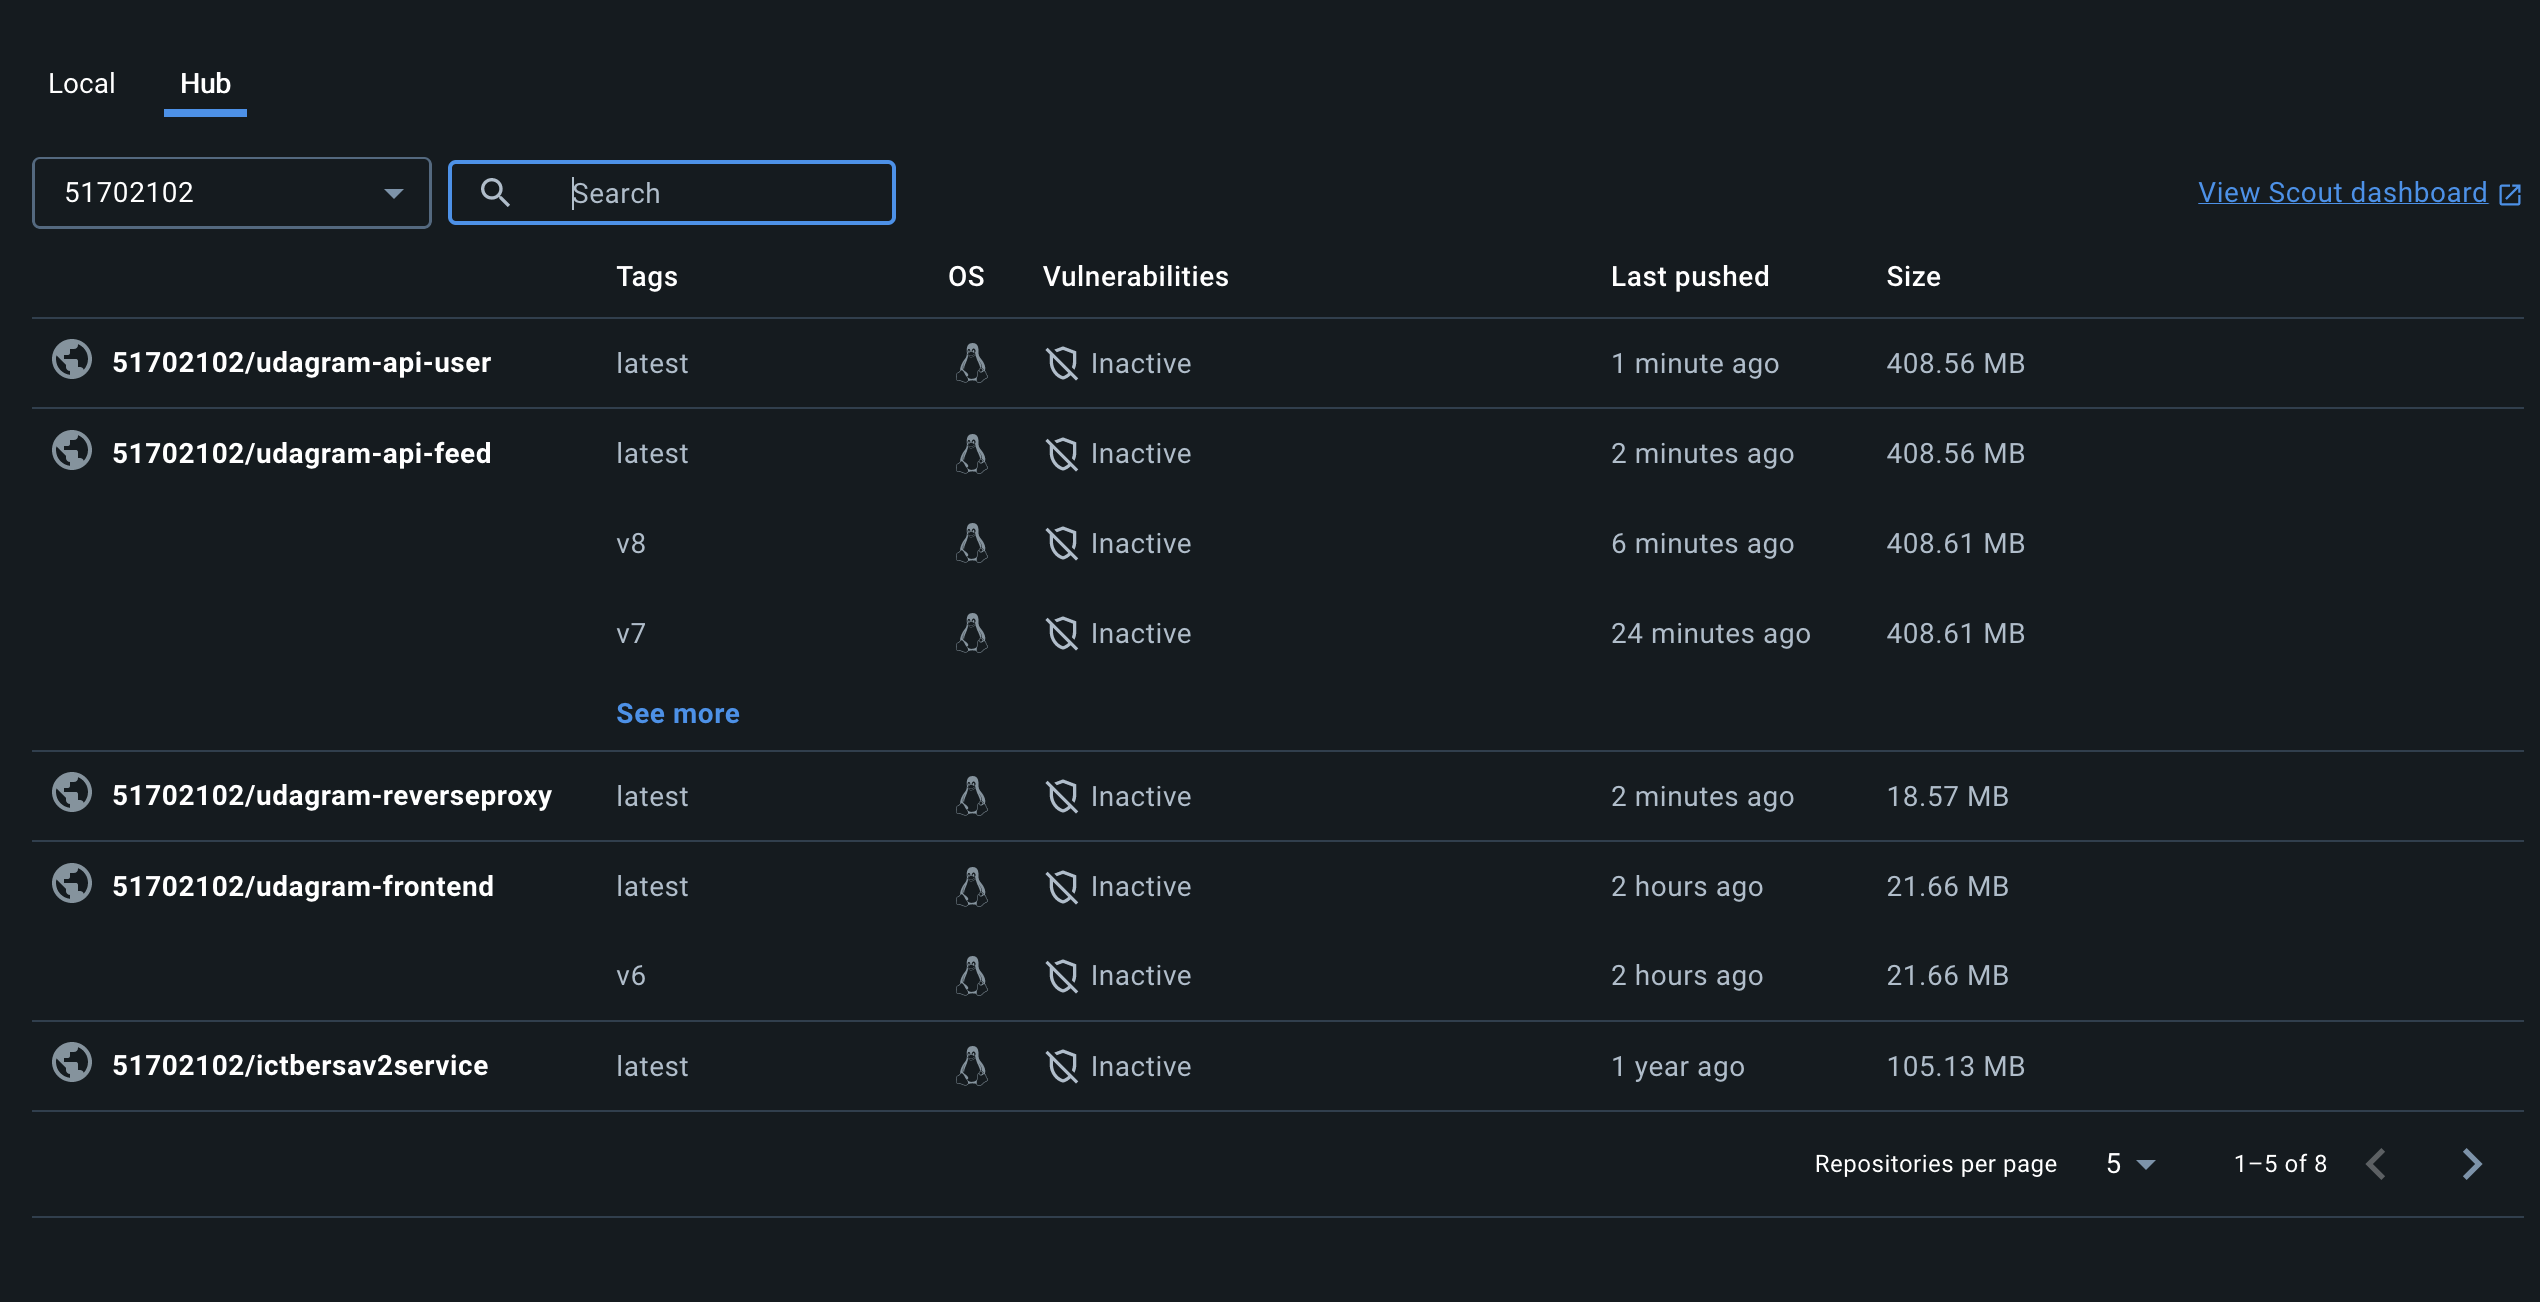 Local Hub
51702102 Search View Scout dashboard
Tags OS Vulnerabilities Last pushed Size
51702102/udagram-api-user latest Inactive 1 minute ago 408.56 MB
51702102/udagram-api-feed latest Inactive 2 minutes ago 408.56 MB
v8 Inactive 6 minutes ago 408.61 MB
v7 Inactive 24 minutes ago 408.61 MB
See more
51702102/udagram-reverseproxy latest Inactive 2 minutes ago 18.57 MB
51702102/udagram-frontend latest Inactive 2 hours ago 21.66 MB
v6 Inactive 2 hours ago 21.66 MB
51702102/ictbersav2service latest Inactive 1 year ago 105.13 MB
Repositories per page 5 1–5 of 8